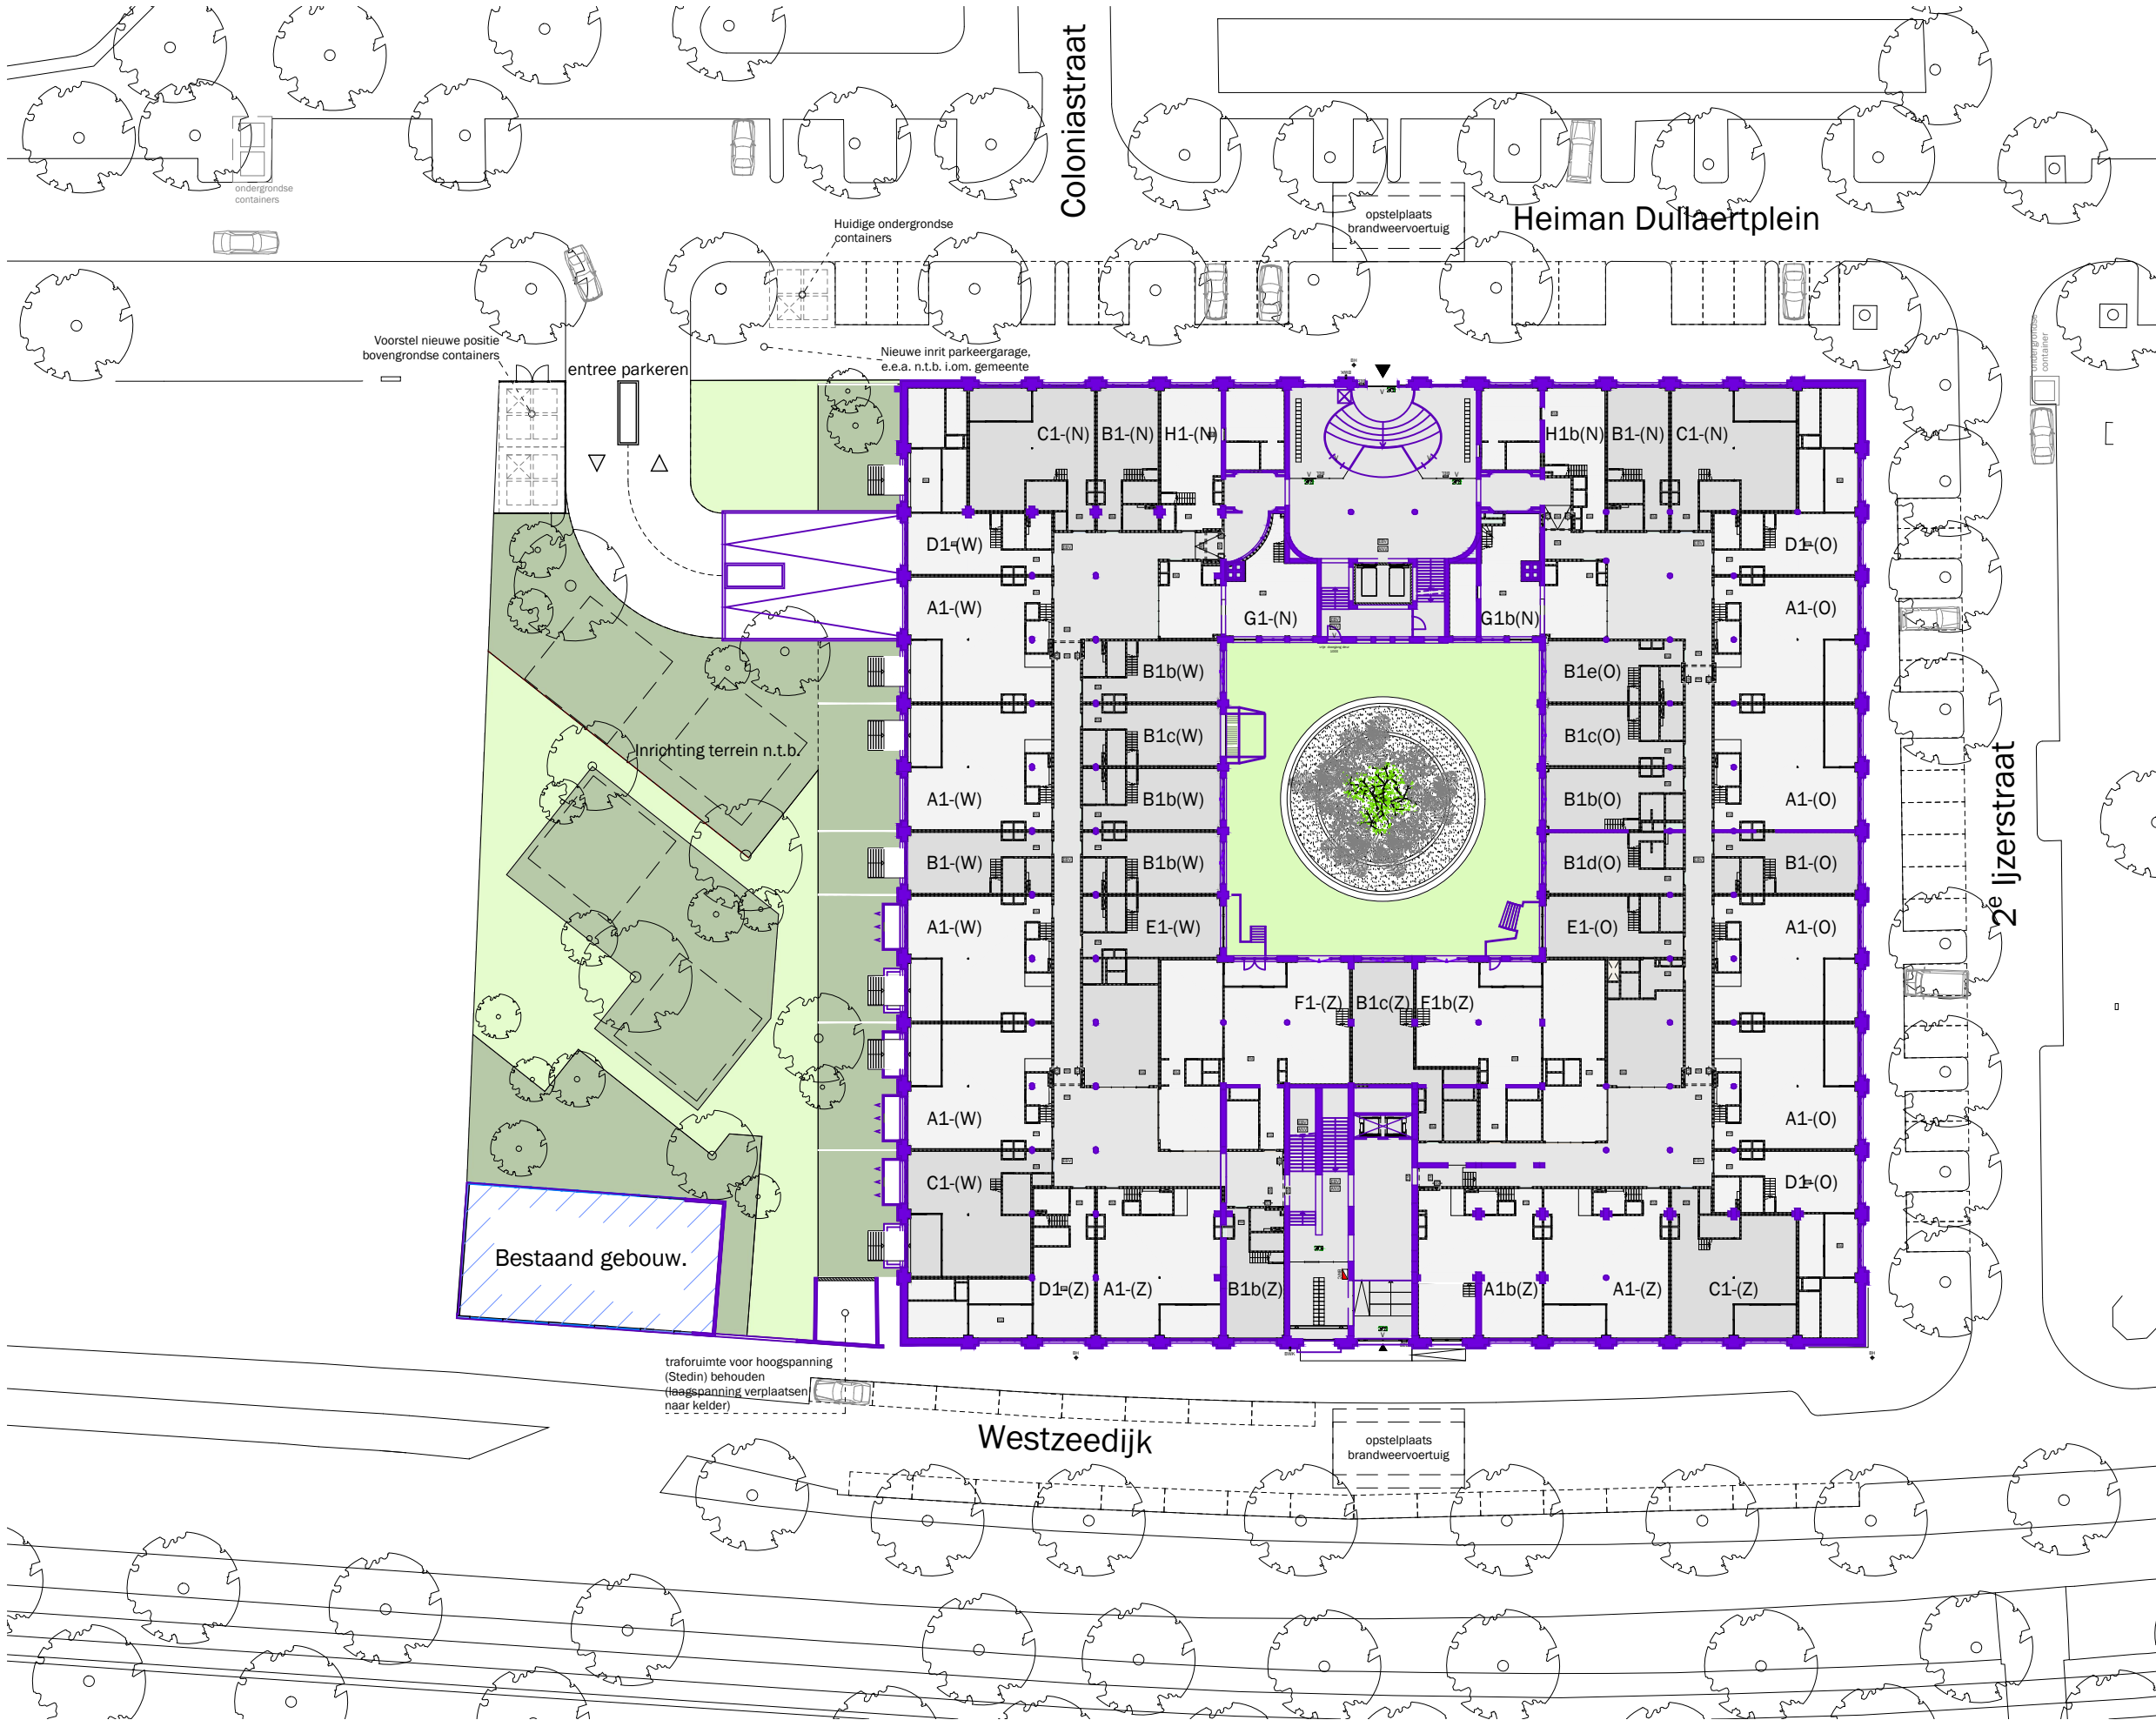 Coloniastraat
ondergrondse
containers
Huidige ondergrondse
containers
opstelplaats
brandweervoertuig
Heiman Dullaertplein
Voorstel nieuwe positie
bovengrondse containers
entree parkeren
Nieuwe inrit parkeergarage,
e.e.a. n.t.b. i.om. gemeente
ondergrondse
container
C1-(N) B1-(N) H1-(N) H1b(N) B1-(N) C1-(N)
D1-(W) D1-(O)
A1-(W) G1-(N) G1b(N) A1-(O)
B1b(W) B1e(O)
Inrichting terrein n.t.b.
B1c(W) B1c(O)
A1-(W) B1b(W) B1b(O) A1-(O)
2e Ijzerstraat
B1-(W) B1b(W) B1d(O) B1-(O)
A1-(W) E1-(W) E1-(O) A1-(O)
F1-(Z) B1c(Z) F1b(Z)
A1-(W) A1-(O)
C1-(W) D1-(O)
Bestaand gebouw.
D1-(Z) A1-(Z) B1b(Z) A1b(Z) A1-(Z) C1-(Z)
traforuimte voor hoogspanning
(Stedin) behouden
(laagspanning verplaatsen
naar kelder)
Westzeedijk
opstelplaats
brandweervoertuig